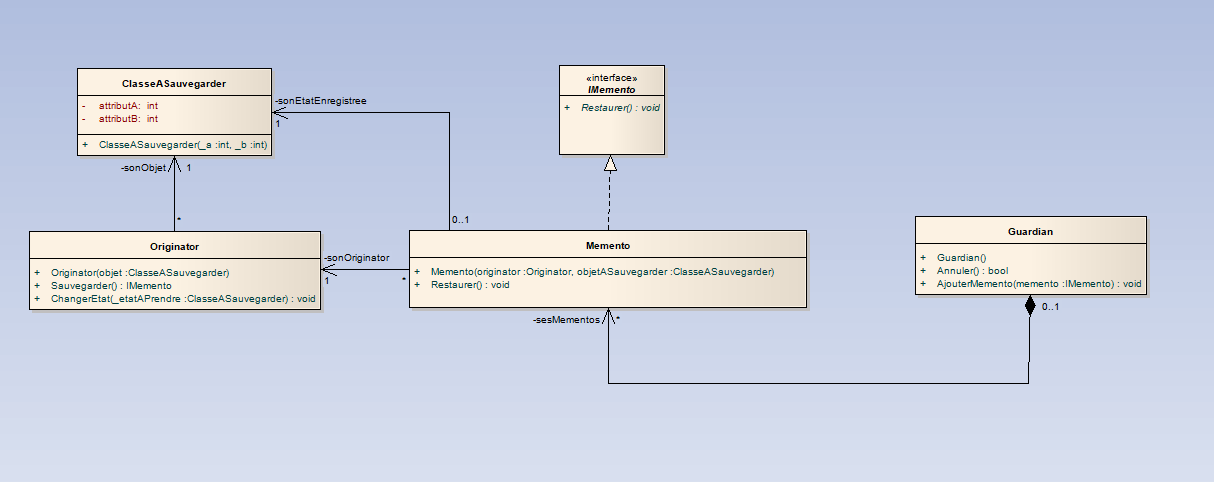 ClasseASauvegarder
- attributA: int
- attributB: int
+ ClasseASauvegarder(_a :int, _b :int)
-sonEtatEnregistree
1
«interface»
IMemento
+ Restaurer() : void
-sonObjet
1
*
0..1
Originator
+ Originator(objet :ClasseASauvegarder)
+ Sauvegarder() : IMemento
+ ChangerEtat(_etatAPrendre :ClasseASauvegarder) : void
-sonOriginator
1
*
Memento
+ Memento(originator :Originator, objetASauvegarder :ClasseASauvegarder)
+ Restaurer() : void
Guardian
+ Guardian()
+ Annuler() : bool
+ AjouterMemento(memento :IMemento) : void
-sesMementos
*
0..1